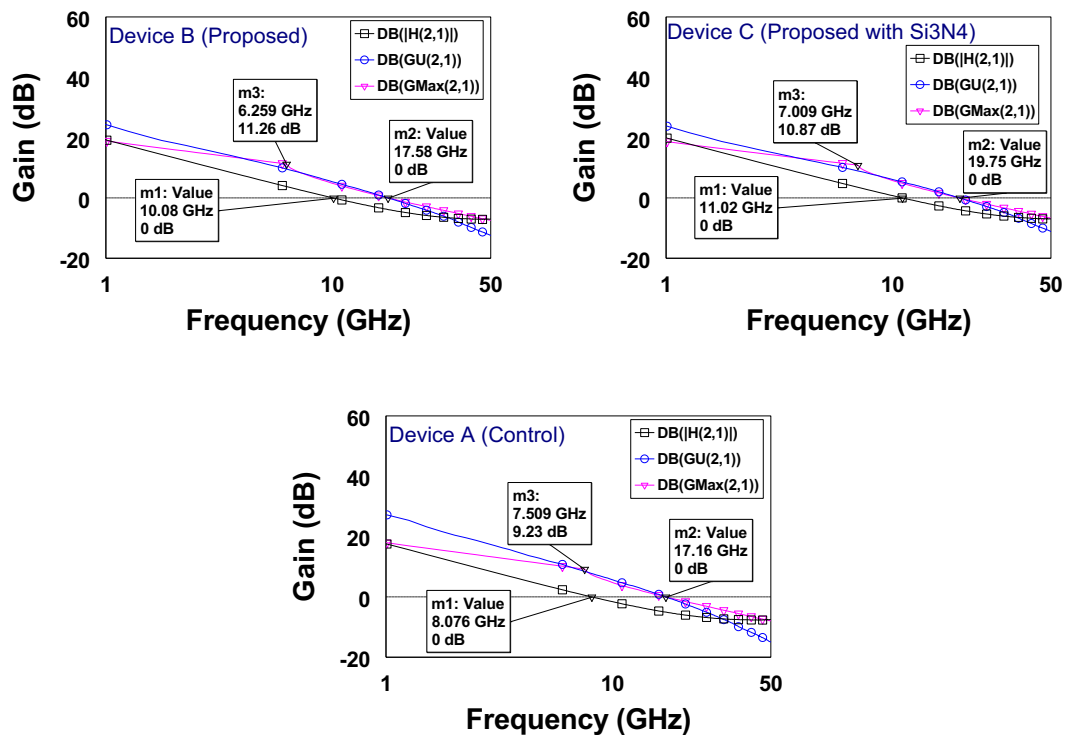 Device B (Proposed)
DB(|H(2,1)|)
DB(GU(2,1))
DB(GMax(2,1))
m3:
6.259 GHz
11.26 dB
m2: Value
17.58 GHz
0 dB
m1: Value
10.08 GHz
0 dB
Gain (dB)
60
40
20
0
-20
1
10
50
Frequency (GHz)
Device C (Proposed with Si3N4)
DB(|H(2,1)|)
DB(GU(2,1))
DB(GMax(2,1))
m3:
7.009 GHz
10.87 dB
m2: Value
19.75 GHz
0 dB
m1: Value
11.02 GHz
0 dB
Gain (dB)
60
40
20
0
-20
1
10
50
Frequency (GHz)
Device A (Control)
DB(|H(2,1)|)
DB(GU(2,1))
DB(GMax(2,1))
m3:
7.509 GHz
9.23 dB
m2: Value
17.16 GHz
0 dB
m1: Value
8.076 GHz
0 dB
Gain (dB)
60
40
20
0
-20
1
10
50
Frequency (GHz)